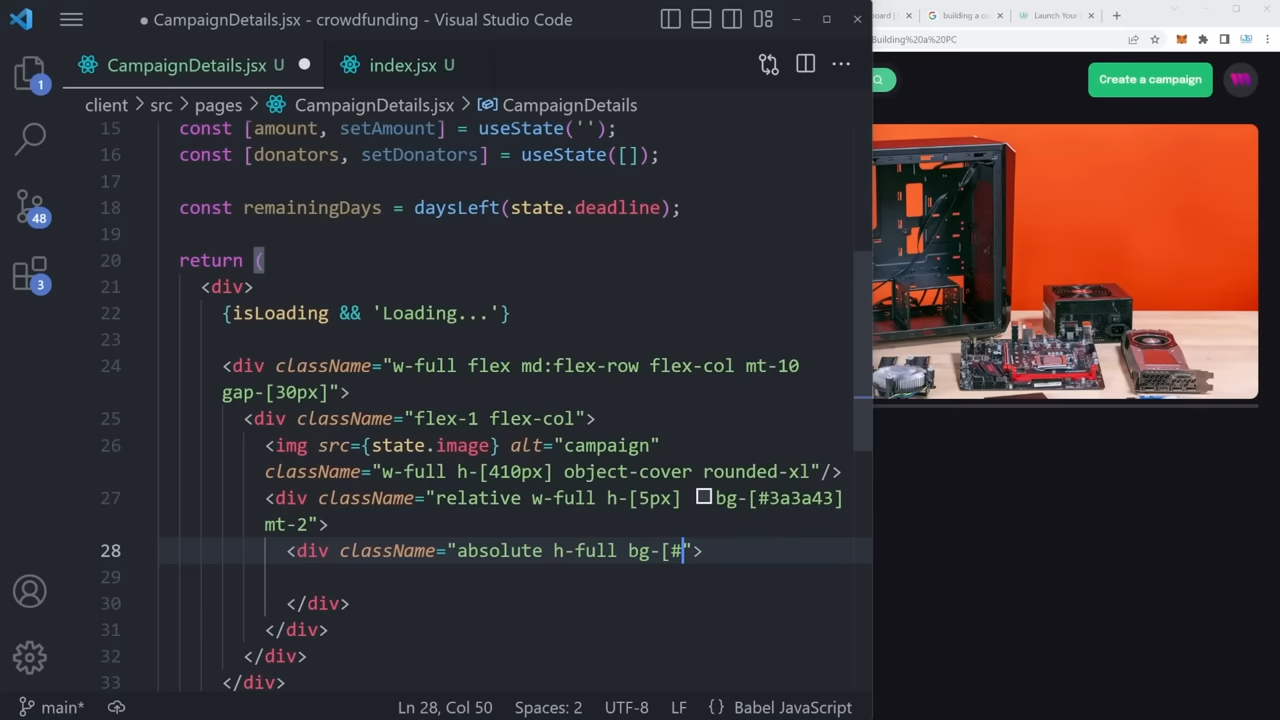 ● CampaignDetails.jsx - crowdfunding - Visual Studio Code
CampaignDetails.jsx U ●
index.jsx U
client > src > pages > CampaignDetails.jsx > CampaignDetails
15 const [amount, setAmount] = useState('');
16 const [donators, setDonators] = useState([]);
17
18 const remainingDays = daysLeft(state.deadline);
19
20 return (
21 <div>
22 {isLoading && 'Loading...'}
23
24 <div className="w-full flex md:flex-row flex-col mt-10
gap-[30px]">
25 <div className="flex-1 flex-col">
26 <img src={state.image} alt="campaign"
className="w-full h-[410px] object-cover rounded-xl"/>
27 <div className="relative w-full h-[5px] bg-[#3a3a43]
mt-2">
28 <div className="absolute h-full bg-[#">
29
30 </div>
31 </div>
32 </div>
33 </div>
1
48
3
main*
Ln 28, Col 50
Spaces: 2
UTF-8
LF
{} Babel JavaScript
board |
building a co
Launch Your
Building%20a%20PC
Create a campaign